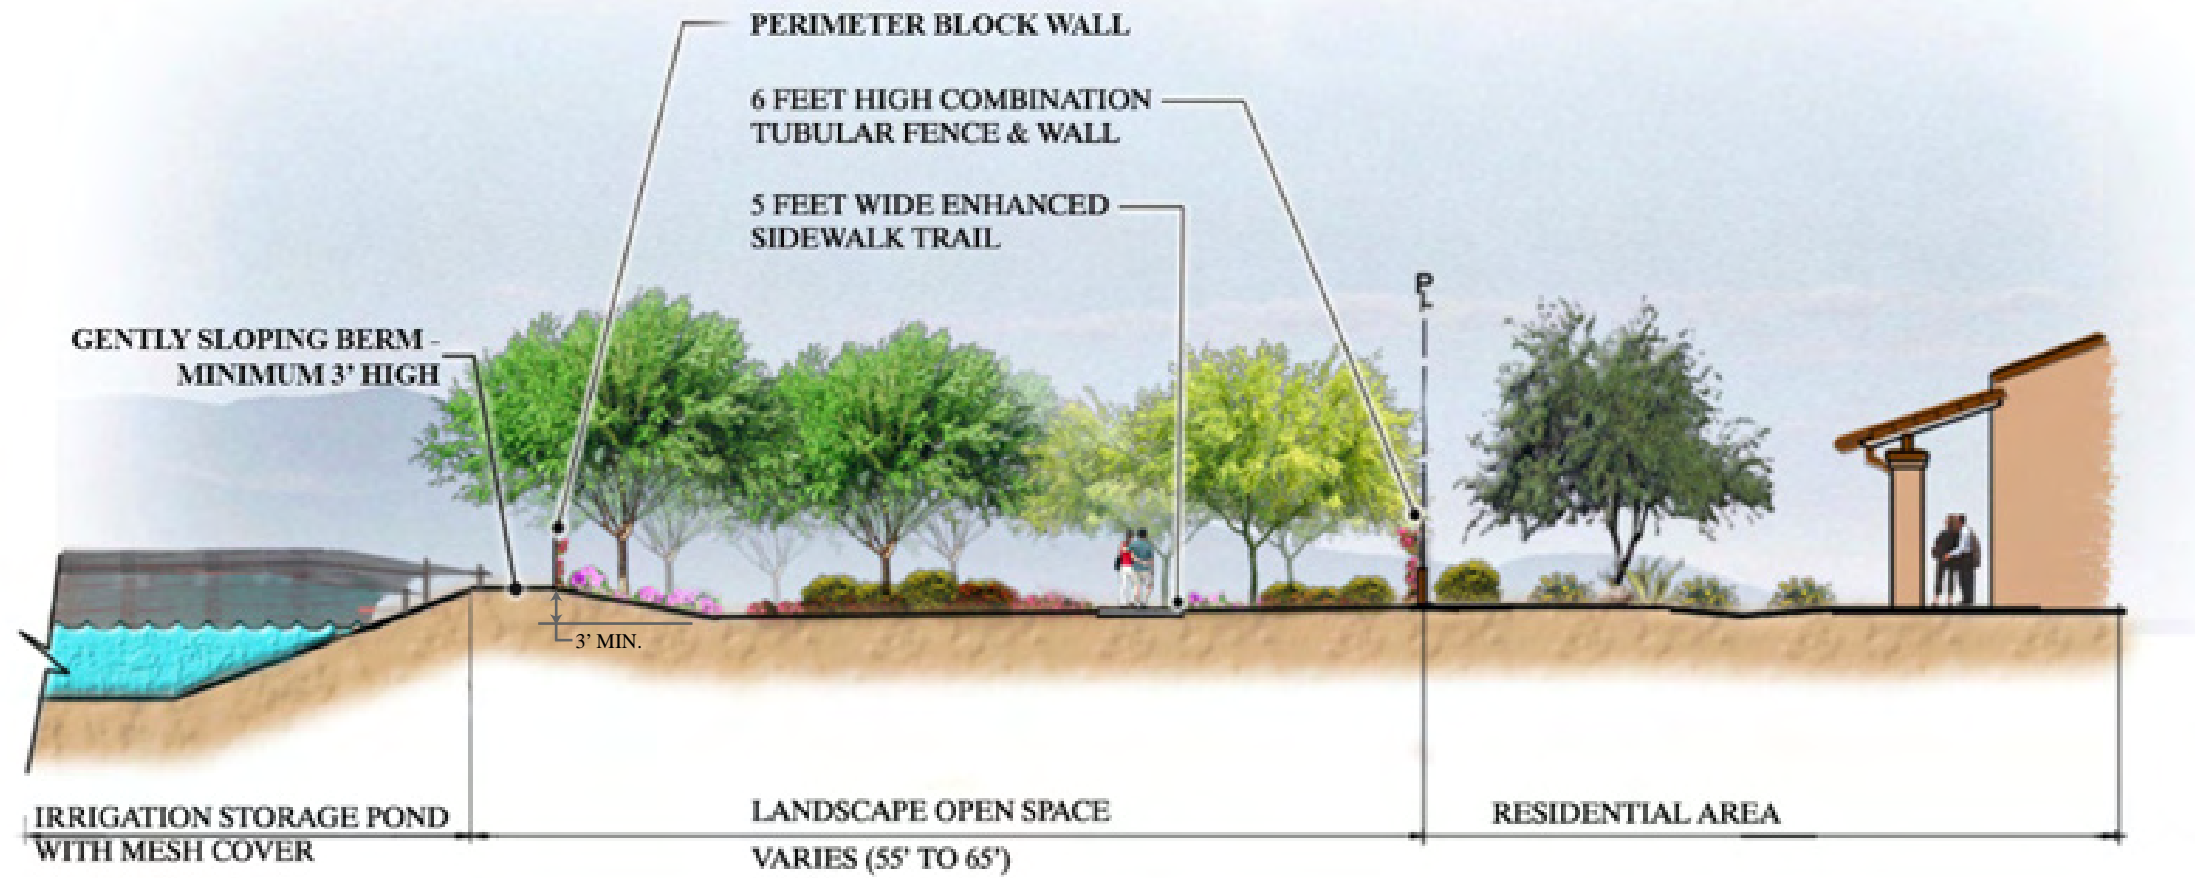 PERIMETER BLOCK WALL
6 FEET HIGH COMBINATION
TUBULAR FENCE & WALL
5 FEET WIDE ENHANCED
SIDEWALK TRAIL
PL
GENTLY SLOPING BERM -
MINIMUM 3' HIGH
3' MIN.
IRRIGATION STORAGE POND
WITH MESH COVER
LANDSCAPE OPEN SPACE
VARIES (55' TO 65')
RESIDENTIAL AREA